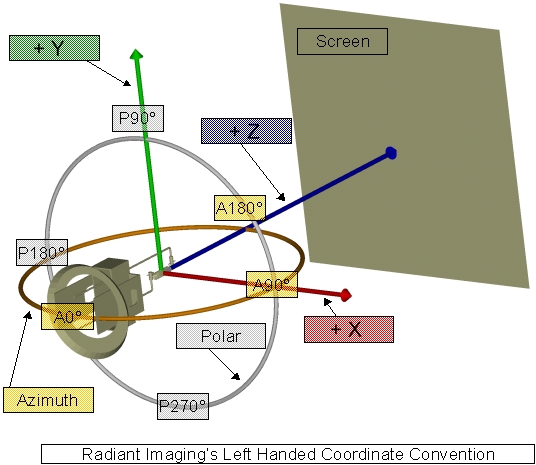 + Y
Screen
P90°
+ Z
A180°
P180°
A90°
A0°
+ X
Polar
Azimuth
P270°
Radiant Imaging's Left Handed Coordinate Convention